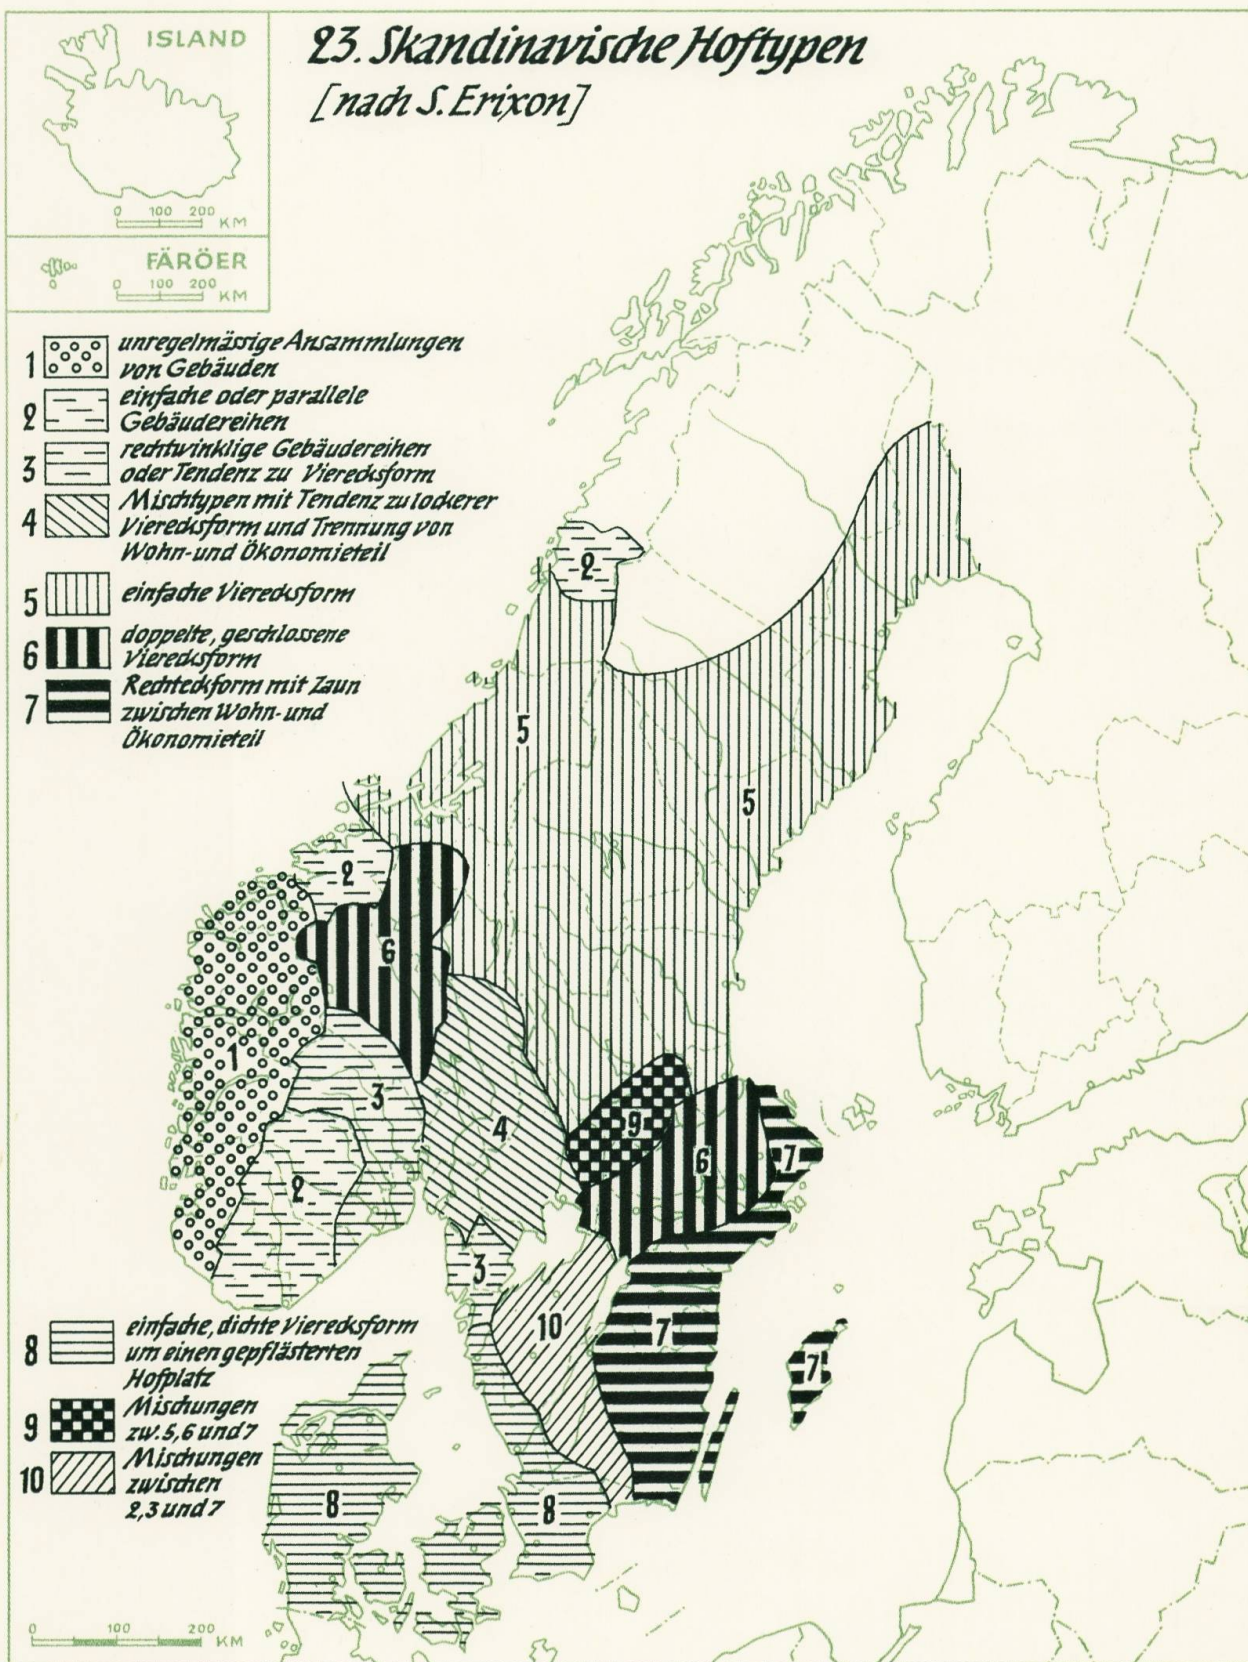 ISLAND
0 100 200 KM
FÄRÖER
0 100 200 KM
23. Skandinavische Hoftypen
[nach S. Erixon]
1 unregelmässige Ansammlungen
von Gebäuden
2 einfache oder parallele
Gebäudereihen
3 rechtwinklige Gebäudereihen
oder Tendenz zu Vierecksform
4 Mischtypen mit Tendenz zu lockerer
Vierecksform und Trennung von
Wohn- und Ökonomieteil
5 einfache Vierecksform
6 doppelte, geschlossene
Vierecksform
7 Rechteckform mit Zaun
zwischen Wohn- und
Ökonomieteil
2
5
5
2
6
1
3
4
9
6
7
2
3
10
7
7
8 einfache, dichte Vierecksform
um einen gepflästerten
Hofplatz
9 Mischungen
zw. 5, 6 und 7
10 Mischungen
zwischen
2, 3 und 7
8
8
0 100 200 KM